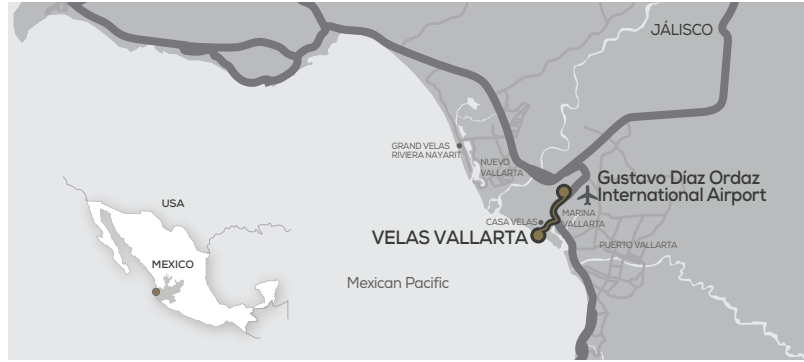 JÁLISCO
GRAND VELAS
RIVIERA NAYARIT
NUEVO
VALLARTA
Gustavo Díaz Ordaz
International Airport
CASA VELAS
MARINA
VALLARTA
VELAS VALLARTA
PUERTO VALLARTA
Mexican Pacific
USA
MEXICO